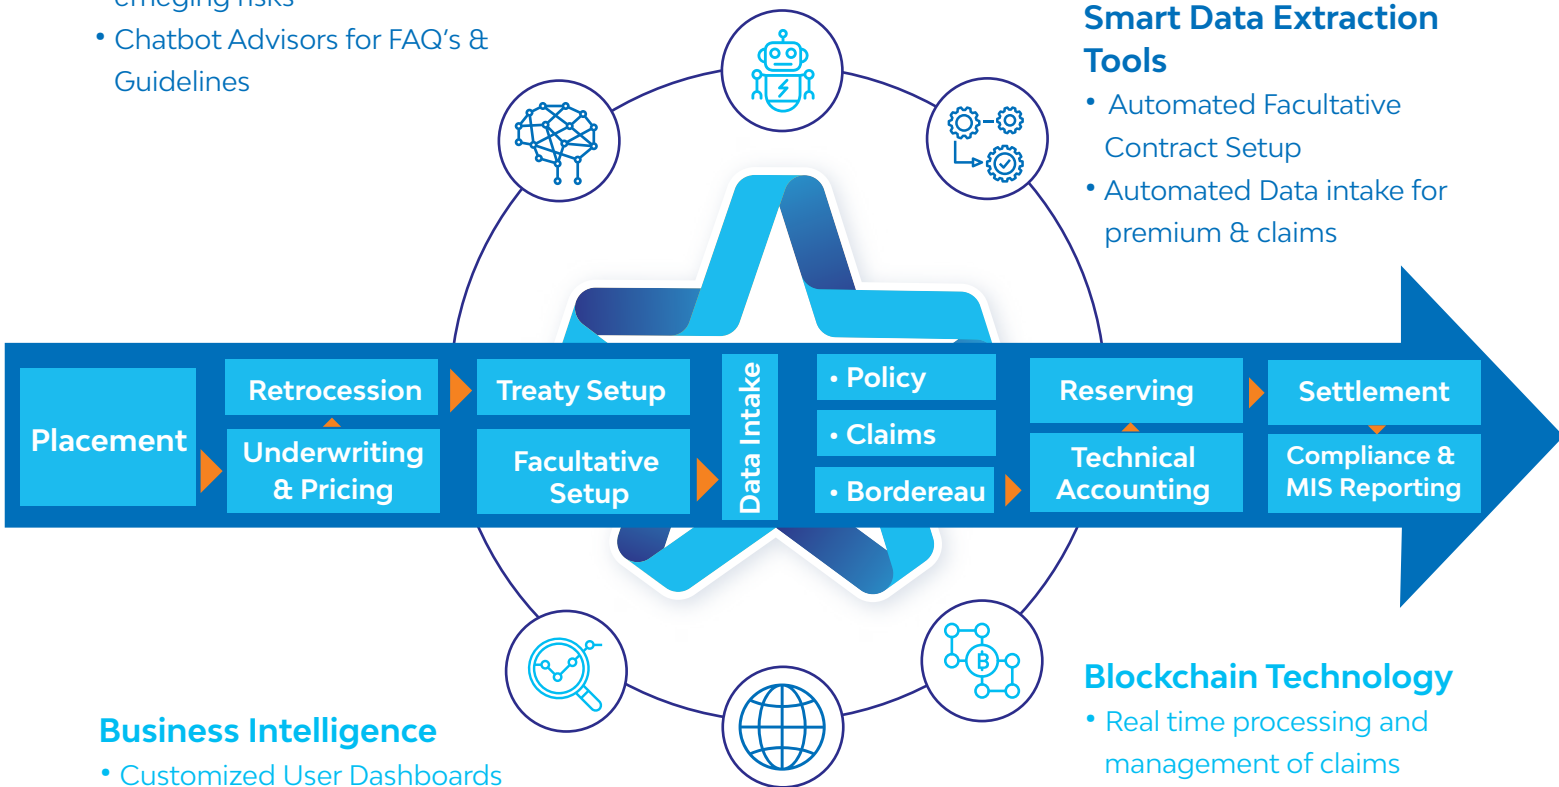 emeging risks
• Chatbot Advisors for FAQ's &
Guidelines
Smart Data Extraction
Tools
• Automated Facultative
Contract Setup
• Automated Data intake for
premium & claims
Placement
Retrocession
Underwriting
& Pricing
Treaty Setup
Facultative
Setup
Data Intake
• Policy
• Claims
• Bordereau
Reserving
Technical
Accounting
Settlement
Compliance &
MIS Reporting
Business Intelligence
• Customized User Dashboards
Blockchain Technology
• Real time processing and
management of claims